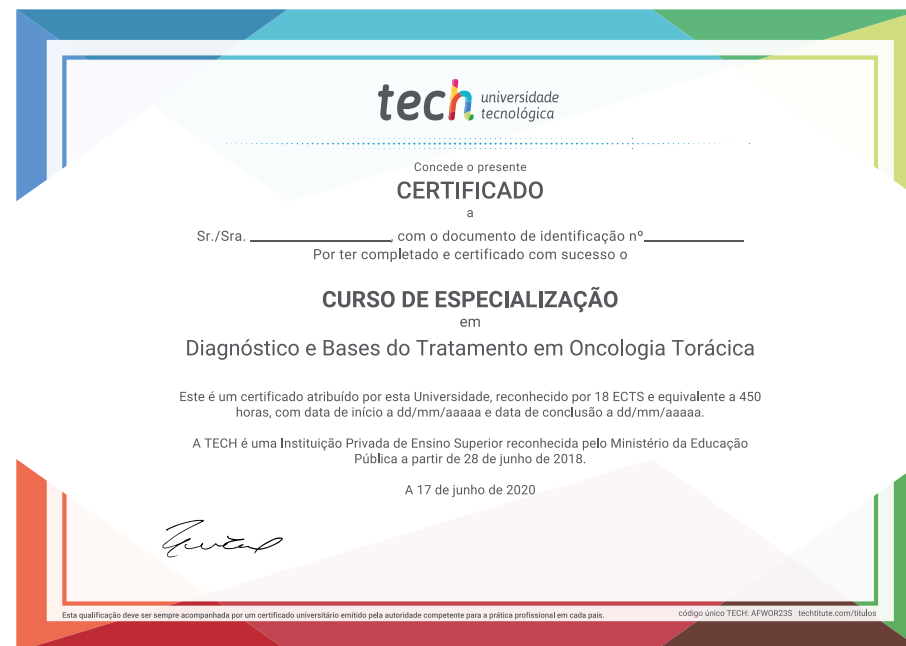 tech universidade
tecnológica
Concede o presente
CERTIFICADO
a
Sr./Sra. ____________________, com o documento de identificação nº______________
Por ter completado e certificado com sucesso o
CURSO DE ESPECIALIZAÇÃO
em
Diagnóstico e Bases do Tratamento em Oncologia Torácica
Este é um certificado atribuído por esta Universidade, reconhecido por 18 ECTS e equivalente a 450
horas, com data de início a dd/mm/aaaaa e data de conclusão a dd/mm/aaaaa.
A TECH é uma Instituição Privada de Ensino Superior reconhecida pelo Ministério da Educação
Pública a partir de 28 de junho de 2018.
A 17 de junho de 2020
Esta qualificação deve ser sempre acompanhada por um certificado universitário emitido pela autoridade competente para a prática profissional em cada país.
código único TECH: AFWOR23S techtitute.com/titulos